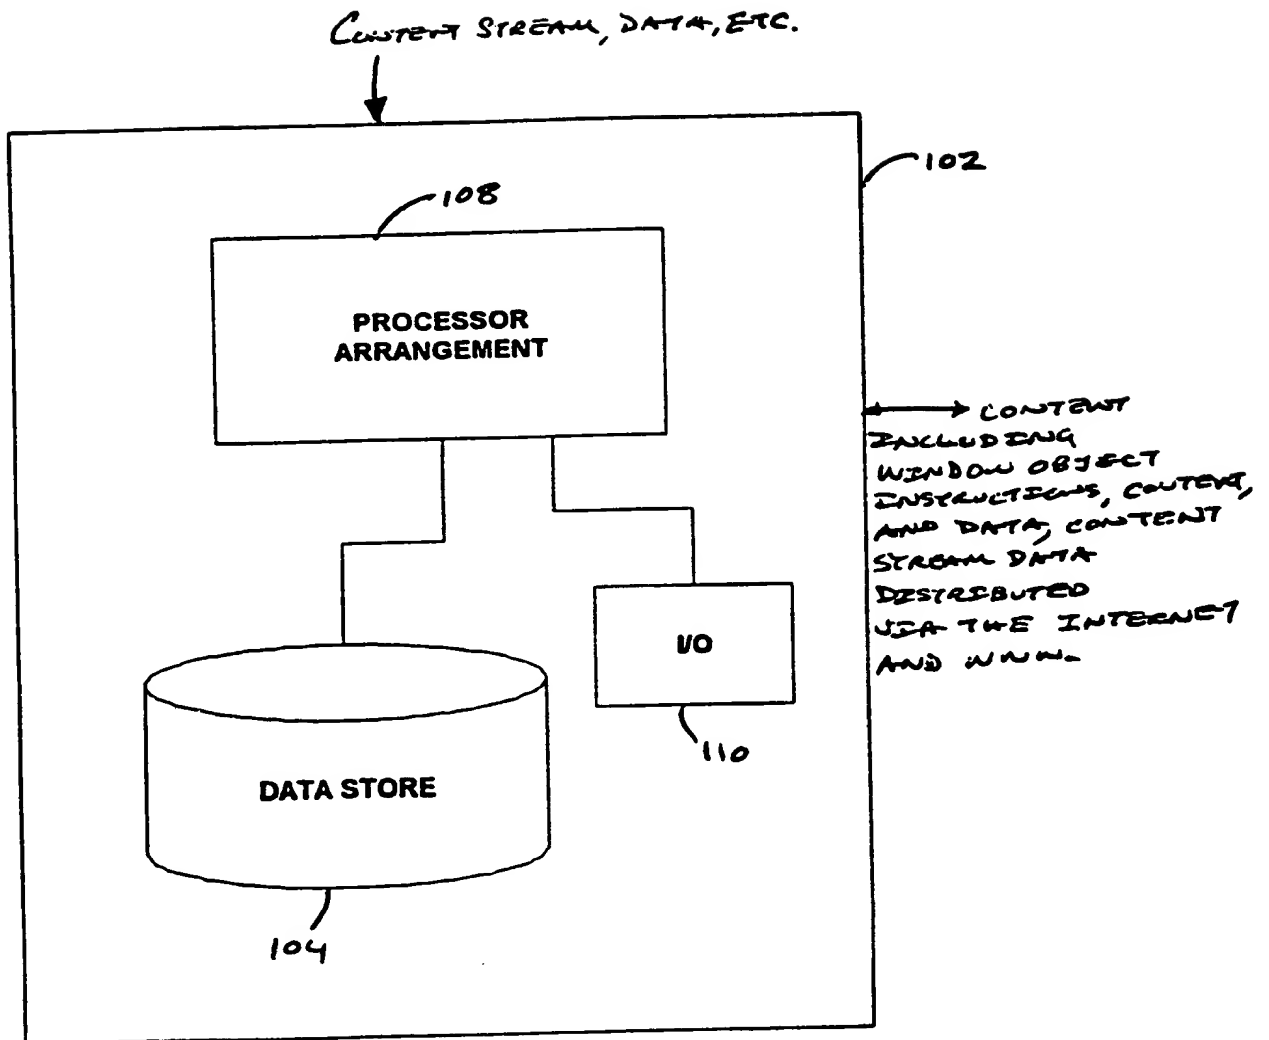 CONTENT STREAM, DATA, ETC.
102
108
PROCESSOR
ARRANGEMENT
CONTENT
INCLUDING
WINDOW OBJECT
INSTRUCTIONS, CONTENT,
AND DATA, CONTENT
STREAM DATA
DISTRIBUTED
VIA THE INTERNET
AND WWW.
I/O
110
DATA STORE
104